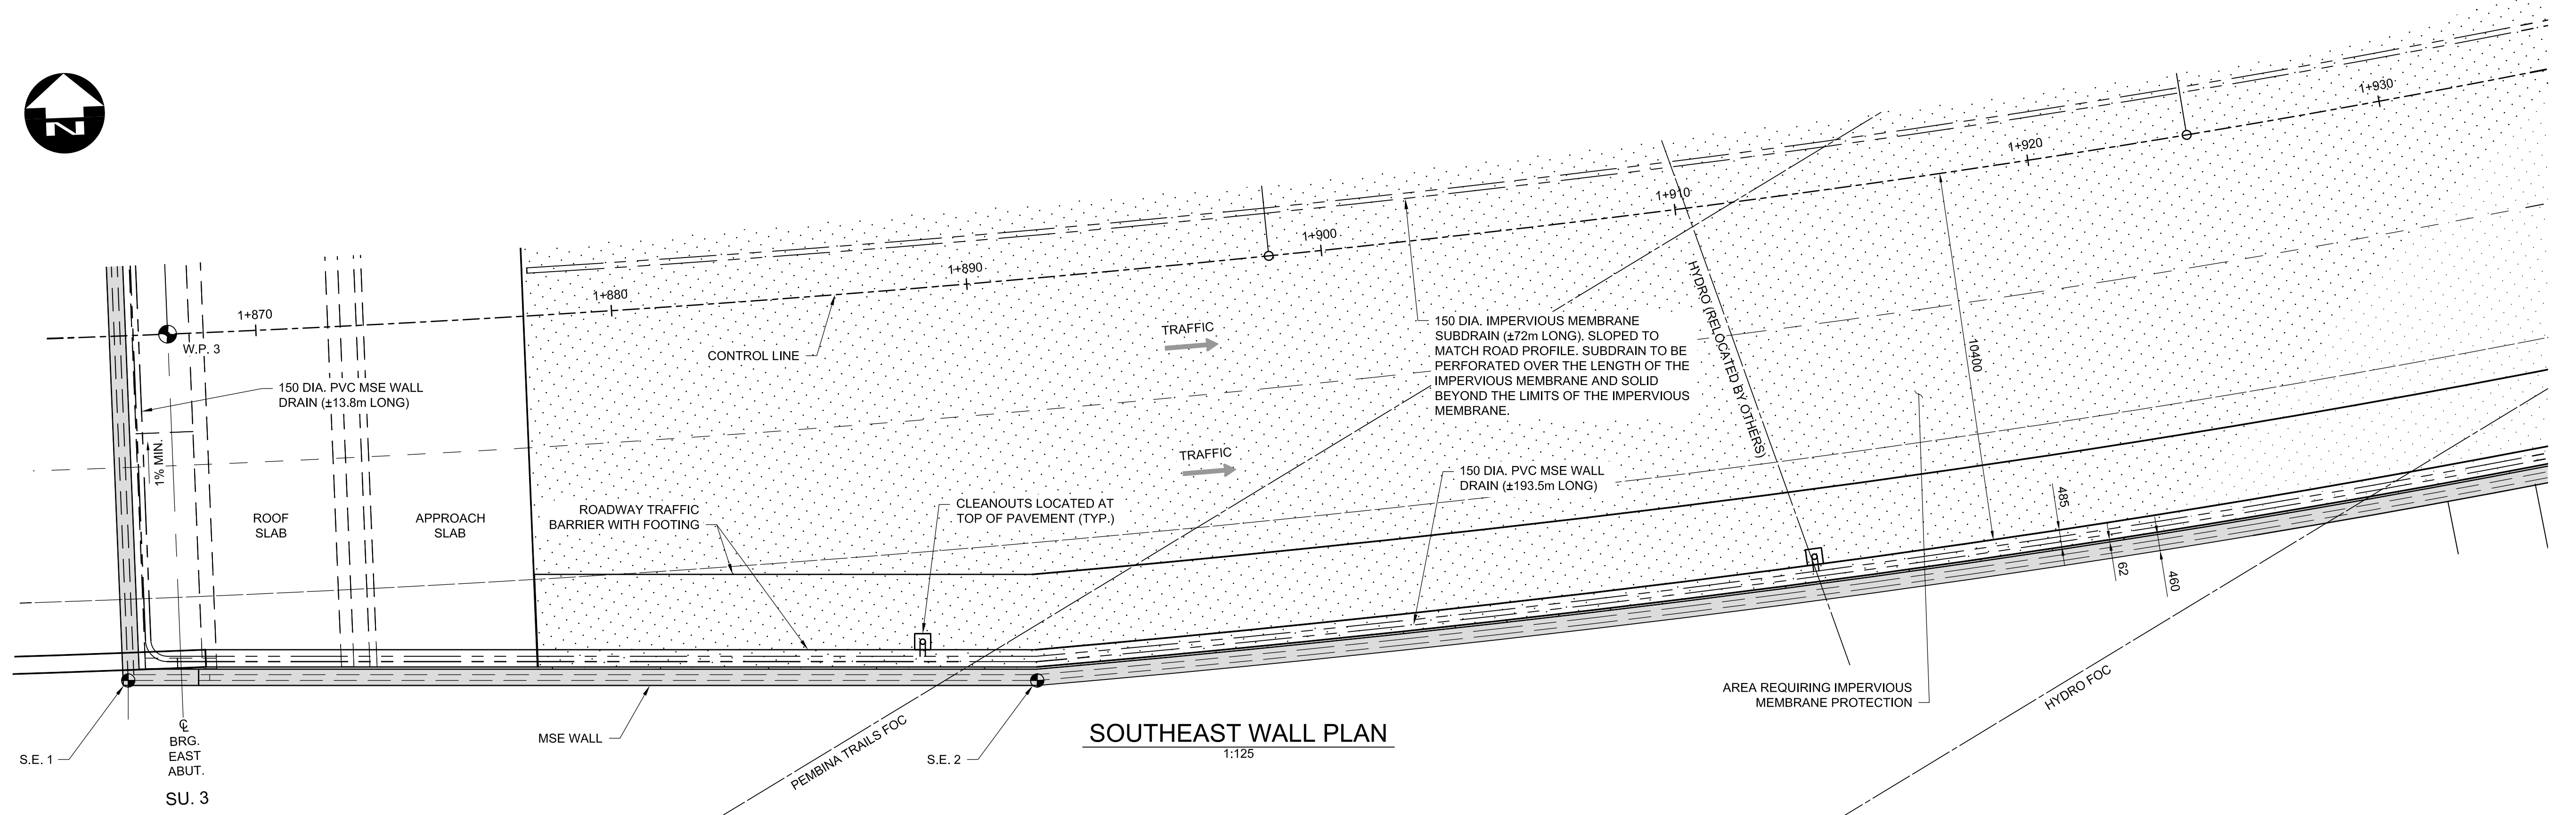 N
1+870
1+880
1+890
1+900
1+910
1+920
1+930
W.P. 3
150 DIA. PVC MSE WALL
DRAIN (±13.8m LONG)
1% MIN.
CONTROL LINE
TRAFFIC
TRAFFIC
150 DIA. IMPERVIOUS MEMBRANE
SUBDRAIN (±72m LONG). SLOPED TO
MATCH ROAD PROFILE. SUBDRAIN TO BE
PERFORATED OVER THE LENGTH OF THE
IMPERVIOUS MEMBRANE AND SOLID
BEYOND THE LIMITS OF THE IMPERVIOUS
MEMBRANE.
HYDRO (RELOCATED BY OTHERS)
10400
150 DIA. PVC MSE WALL
DRAIN (±193.5m LONG)
ROOF
SLAB
APPROACH
SLAB
ROADWAY TRAFFIC
BARRIER WITH FOOTING
CLEANOUTS LOCATED AT
TOP OF PAVEMENT (TYP.)
485
62
460
AREA REQUIRING IMPERVIOUS
MEMBRANE PROTECTION
HYDRO FOC
PEMBINA TRAILS FOC
MSE WALL
S.E. 1
S.E. 2
℄
BRG.
EAST
ABUT.
SU. 3
SOUTHEAST WALL PLAN
1:125